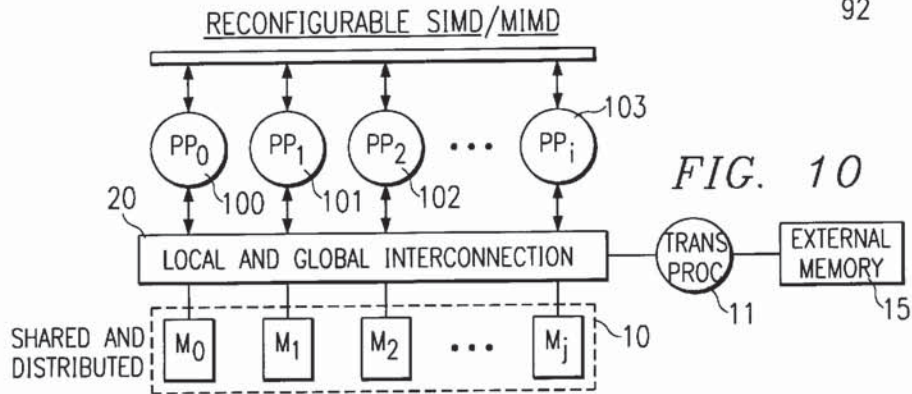 92
RECONFIGURABLE SIMD/MIMD
PP0 PP1 PP2 ••• PPi
103
100 101 102
FIG. 10
20
LOCAL AND GLOBAL INTERCONNECTION
TRANS
PROC
11
EXTERNAL
MEMORY
15
SHARED AND
DISTRIBUTED
M0 M1 M2 ••• Mj
10